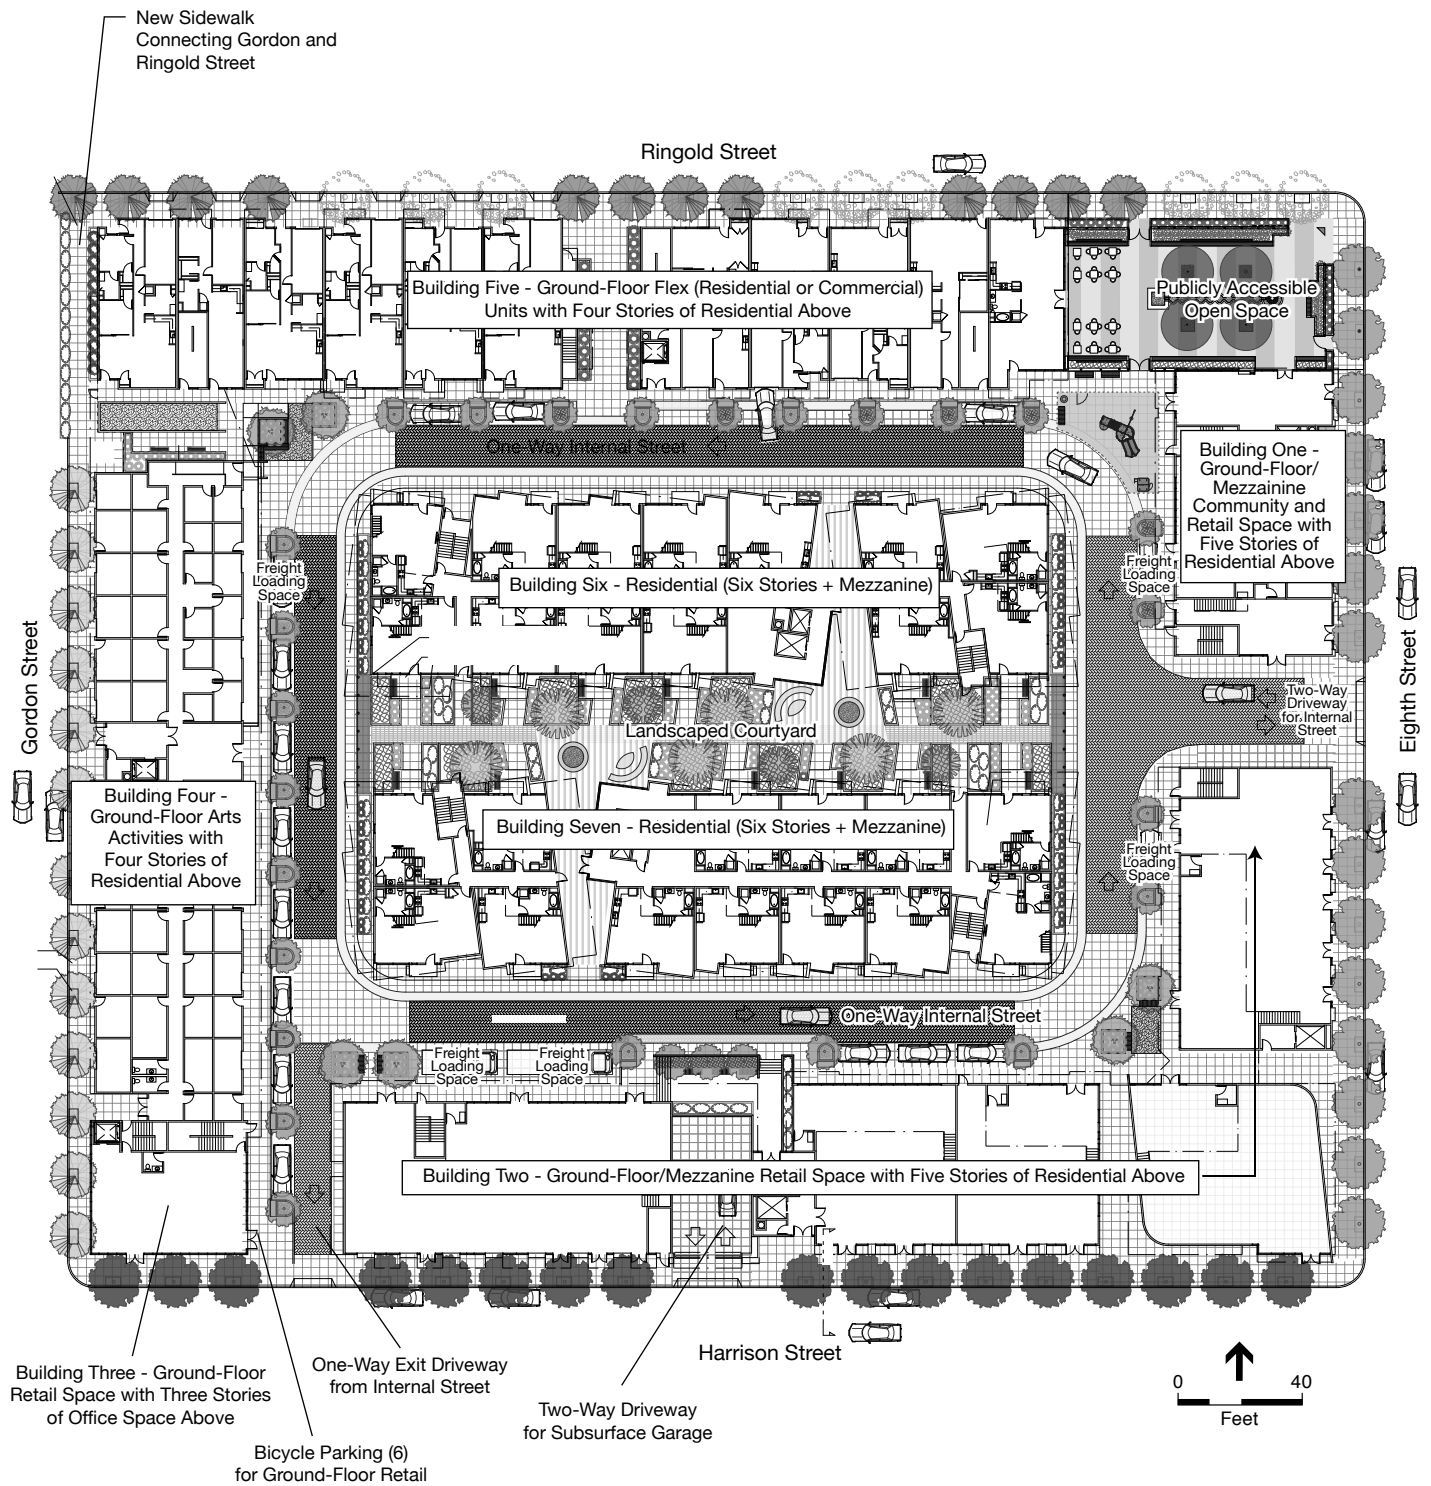 New Sidewalk
Connecting Gordon and
Ringold Street
Ringold Street
Building Five - Ground-Floor Flex (Residential or Commercial)
Units with Four Stories of Residential Above
Publicly Accessible
Open Space
One-Way Internal Street
Building One -
Ground-Floor/
Mezzainine
Community and
Retail Space with
Five Stories of
Residential Above
Freight
Loading
Space
Building Six - Residential (Six Stories + Mezzanine)
Freight
Loading
Space
Gordon Street
Eighth Street
Two-Way
Driveway
for Internal
Street
Landscaped Courtyard
Building Four -
Ground-Floor Arts
Activities with
Four Stories of
Residential Above
Building Seven - Residential (Six Stories + Mezzanine)
Freight
Loading
Space
One-Way Internal Street
Freight
Loading
Space
Freight
Loading
Space
Building Two - Ground-Floor/Mezzanine Retail Space with Five Stories of Residential Above
Harrison Street
Building Three - Ground-Floor
Retail Space with Three Stories
of Office Space Above
One-Way Exit Driveway
from Internal Street
Two-Way Driveway
for Subsurface Garage
Bicycle Parking (6)
for Ground-Floor Retail
0 40
Feet